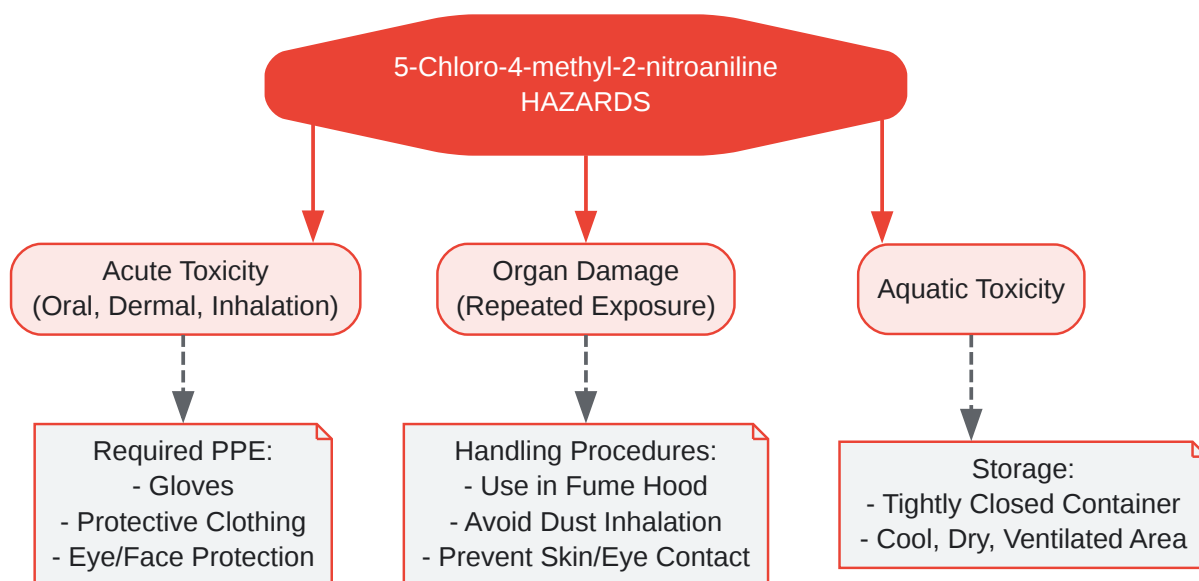 5-Chloro-4-methyl-2-nitroaniline
HAZARDS
Acute Toxicity
(Oral, Dermal, Inhalation)
Organ Damage
(Repeated Exposure)
Aquatic Toxicity
Required PPE:
- Gloves
- Protective Clothing
- Eye/Face Protection
Handling Procedures:
- Use in Fume Hood
- Avoid Dust Inhalation
- Prevent Skin/Eye Contact
Storage:
- Tightly Closed Container
- Cool, Dry, Ventilated Area